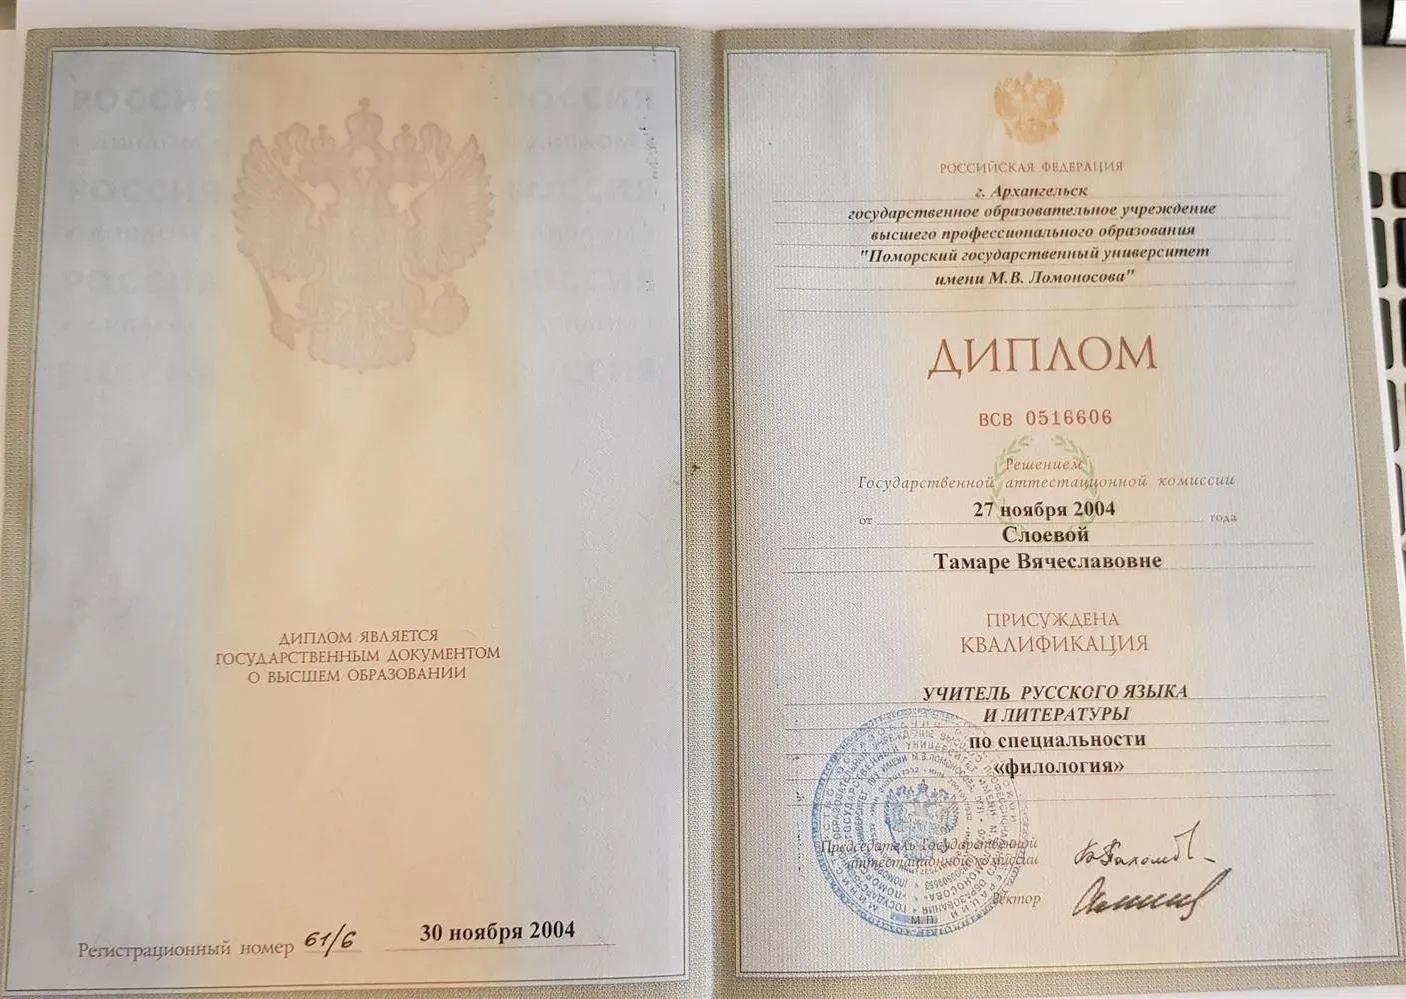 ДИПЛОМ ЯВЛЯЕТСЯ
ГОСУДАРСТВЕННЫМ ДОКУМЕНТОМ
О ВЫСШЕМ ОБРАЗОВАНИИ
Регистрационный номер 61/6 30 ноября 2004
РОССИЙСКАЯ ФЕДЕРАЦИЯ
г. Архангельск
государственное образовательное учреждение
высшего профессионального образования
"Поморский государственный университет
имени М.В. Ломоносова"
ДИПЛОМ
ВСВ 0516606
Решением
Государственной аттестационной комиссии
от 27 ноября 2004 года
Слоевой
Тамаре Вячеславовне
ПРИСУЖДЕНА
КВАЛИФИКАЦИЯ
УЧИТЕЛЬ РУССКОГО ЯЗЫКА
И ЛИТЕРАТУРЫ
по специальности
«филология»
Председатель Государственной
аттестационной комиссии
Ректор
М.П.